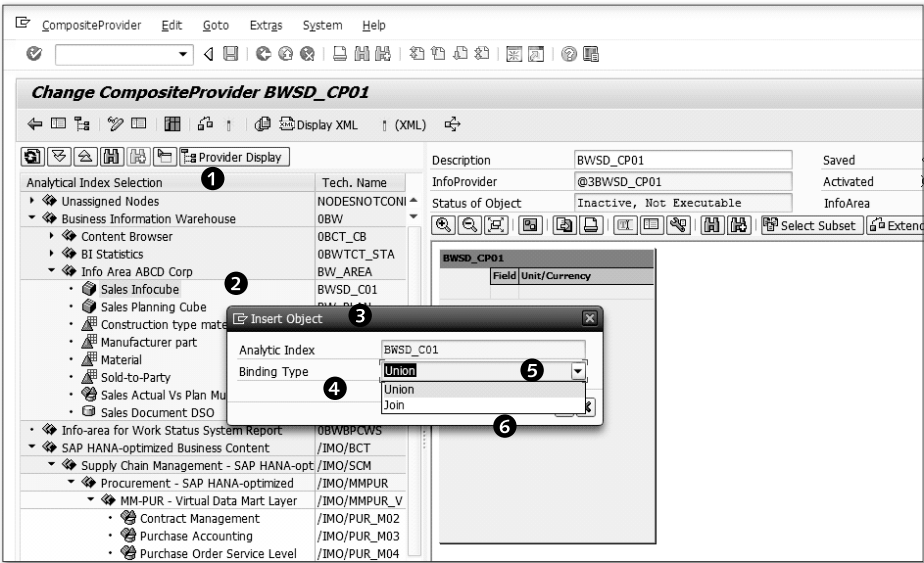 CompositeProvider Edit Goto Extras System Help
Change CompositeProvider BWSD_CP01
Display XML (XML)
Provider Display
1
Analytical Index Selection Tech. Name
Unassigned Nodes NODESNOTCONI
Business Information Warehouse 0BW
Content Browser 0BCT_CB
BI Statistics 0BWTCT_STA
Info Area ABCD Corp BW_AREA
Sales Infocube BWSD_C01
2
Sales Planning Cube
Construction type mate
Manufacturer part
Material
Sold-to-Party
Sales Actual Vs Plan Mu
Sales Document DSO
Info-area for Work Status System Report 0BWBPCWS
SAP HANA-optimized Business Content /IMO/BCT
Supply Chain Management - SAP HANA-opt /IMO/SCM
Procurement - SAP HANA-optimized /IMO/MMPUR
MM-PUR - Virtual Data Mart Layer /IMO/MMPUR_V
Contract Management /IMO/PUR_M02
Purchase Accounting /IMO/PUR_M03
Purchase Order Service Level /IMO/PUR_M04
Description BWSD_CP01 Saved
InfoProvider @3BWSD_CP01 Activated
Status of Object Inactive, Not Executable InfoArea
Select Subset Extend
BWSD_CP01
Field Unit/Currency
Insert Object 3
Analytic Index BWSD_C01
Binding Type Union 5
4
Union
Join
6